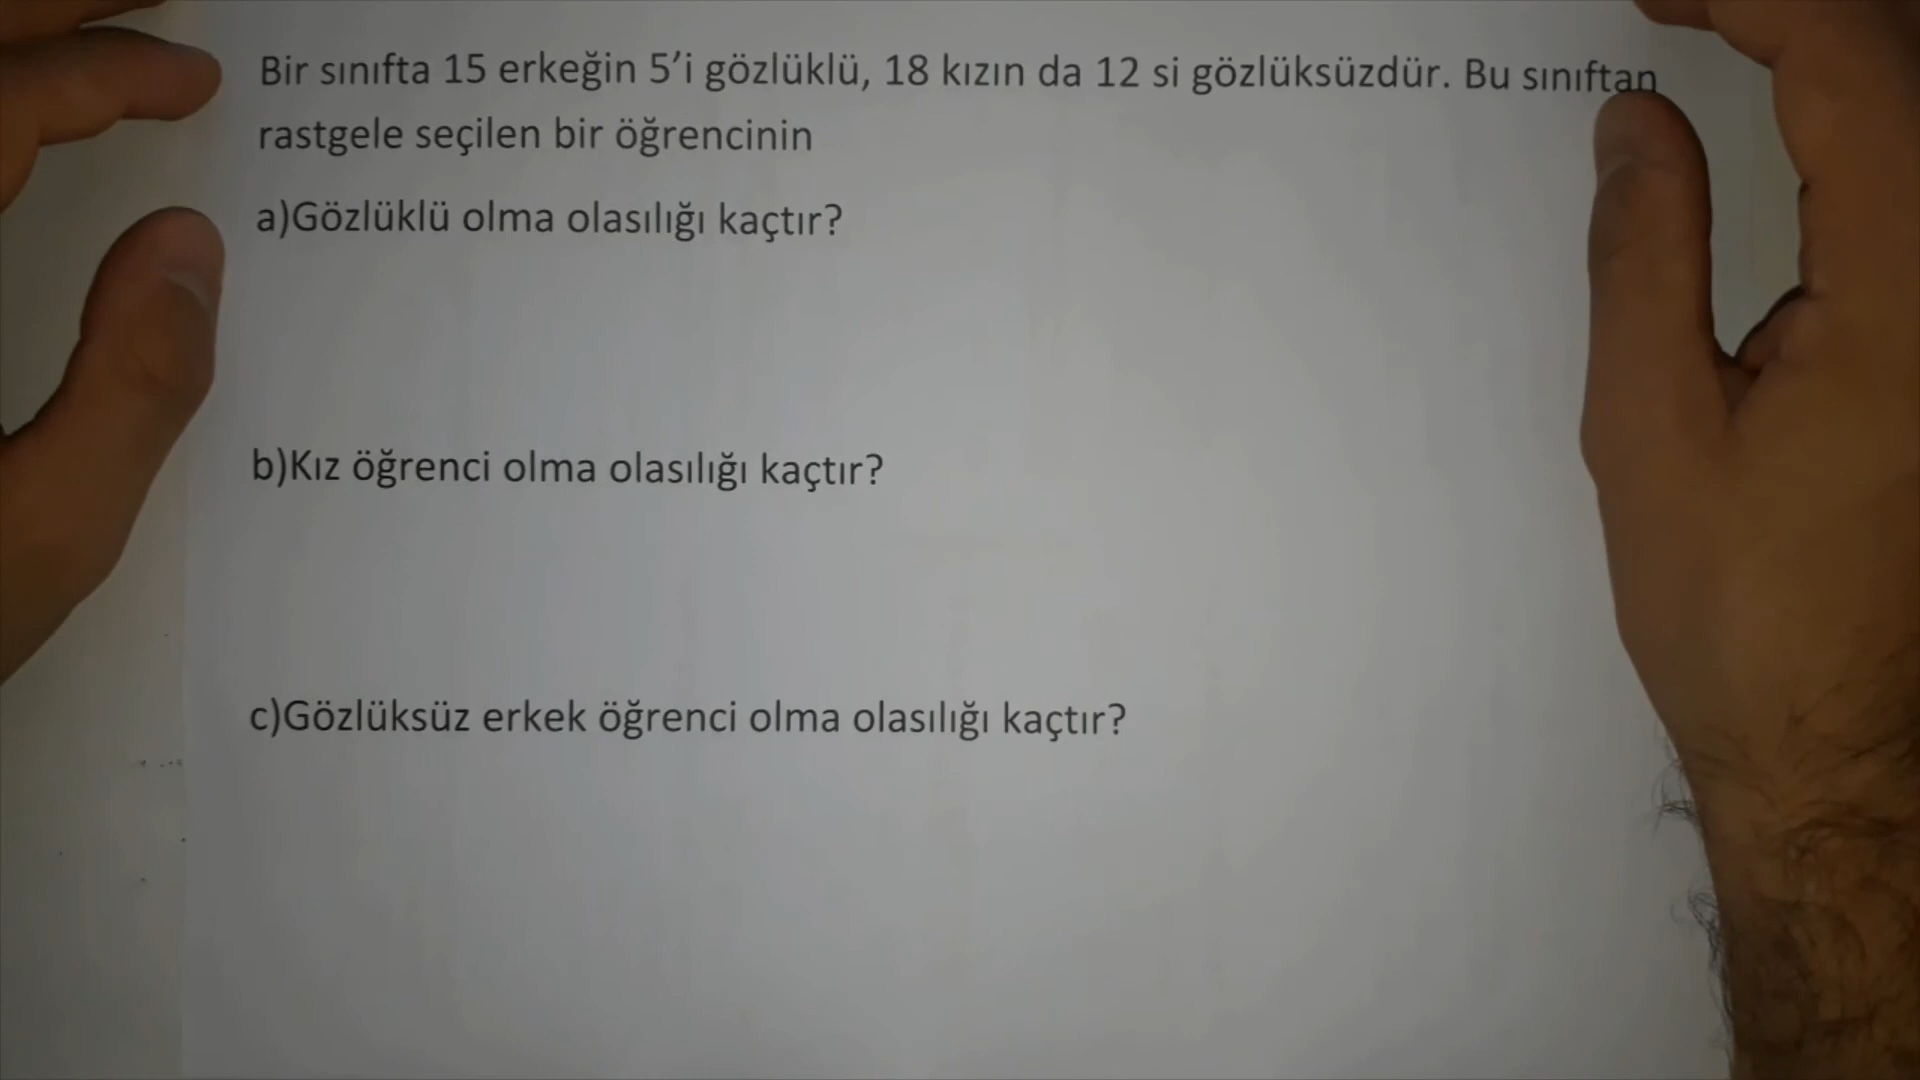 Bir sınıfta 15 erkeğin 5’i gözlüklü, 18 kızın da 12 si gözlüksüzdür. Bu sınıftan
rastgele seçilen bir öğrencinin
a)Gözlüklü olma olasılığı kaçtır?
b)Kız öğrenci olma olasılığı kaçtır?
c)Gözlüksüz erkek öğrenci olma olasılığı kaçtır?